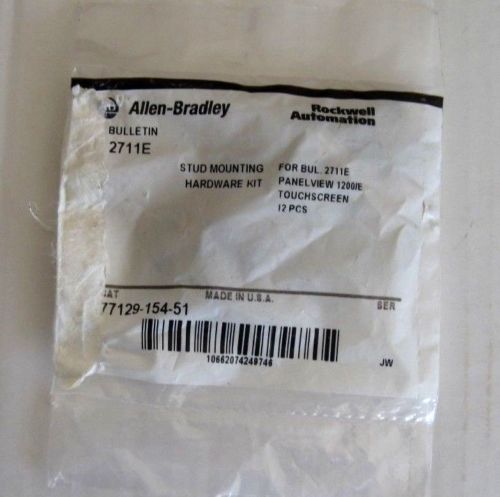 AB Allen-Bradley
Rockwell Automation
BULLETIN
2711E
STUD MOUNTING HARDWARE KIT
FOR BUL. 2711E
PANELVIEW 1200/E
TOUCHSCREEN
12 PCS
CAT
MADE IN U.S.A.
SER
77129-154-51
10662074249746
JW